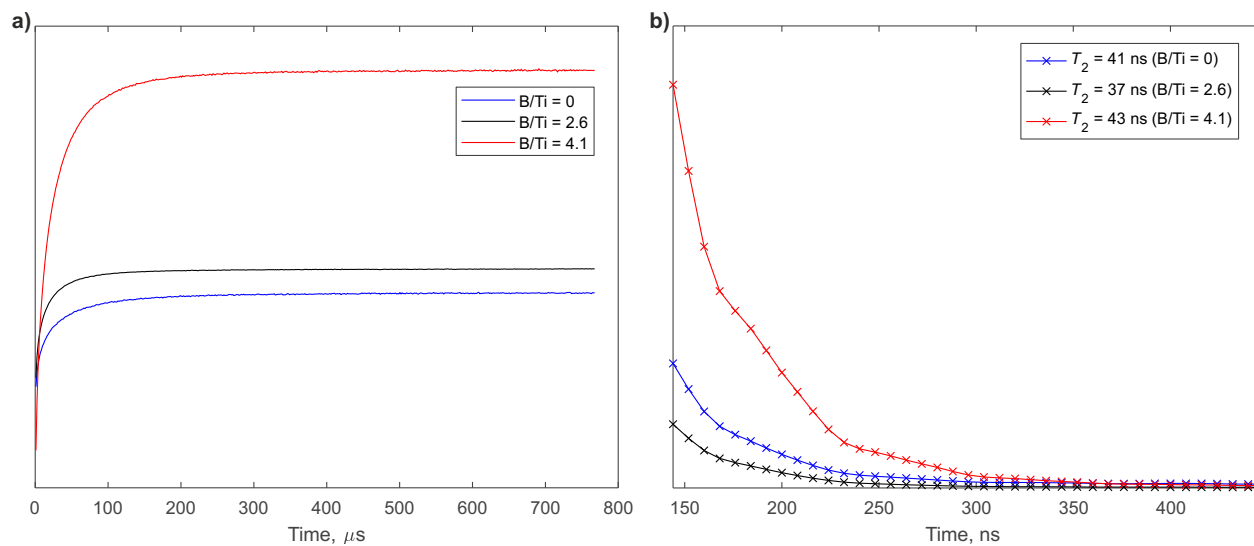 a)
B/Ti = 0
B/Ti = 2.6
B/Ti = 4.1
0 100 200 300 400 500 600 700 800
Time, μs
b)
T2 = 41 ns (B/Ti = 0)
T2 = 37 ns (B/Ti = 2.6)
T2 = 43 ns (B/Ti = 4.1)
150 200 250 300 350 400
Time, ns